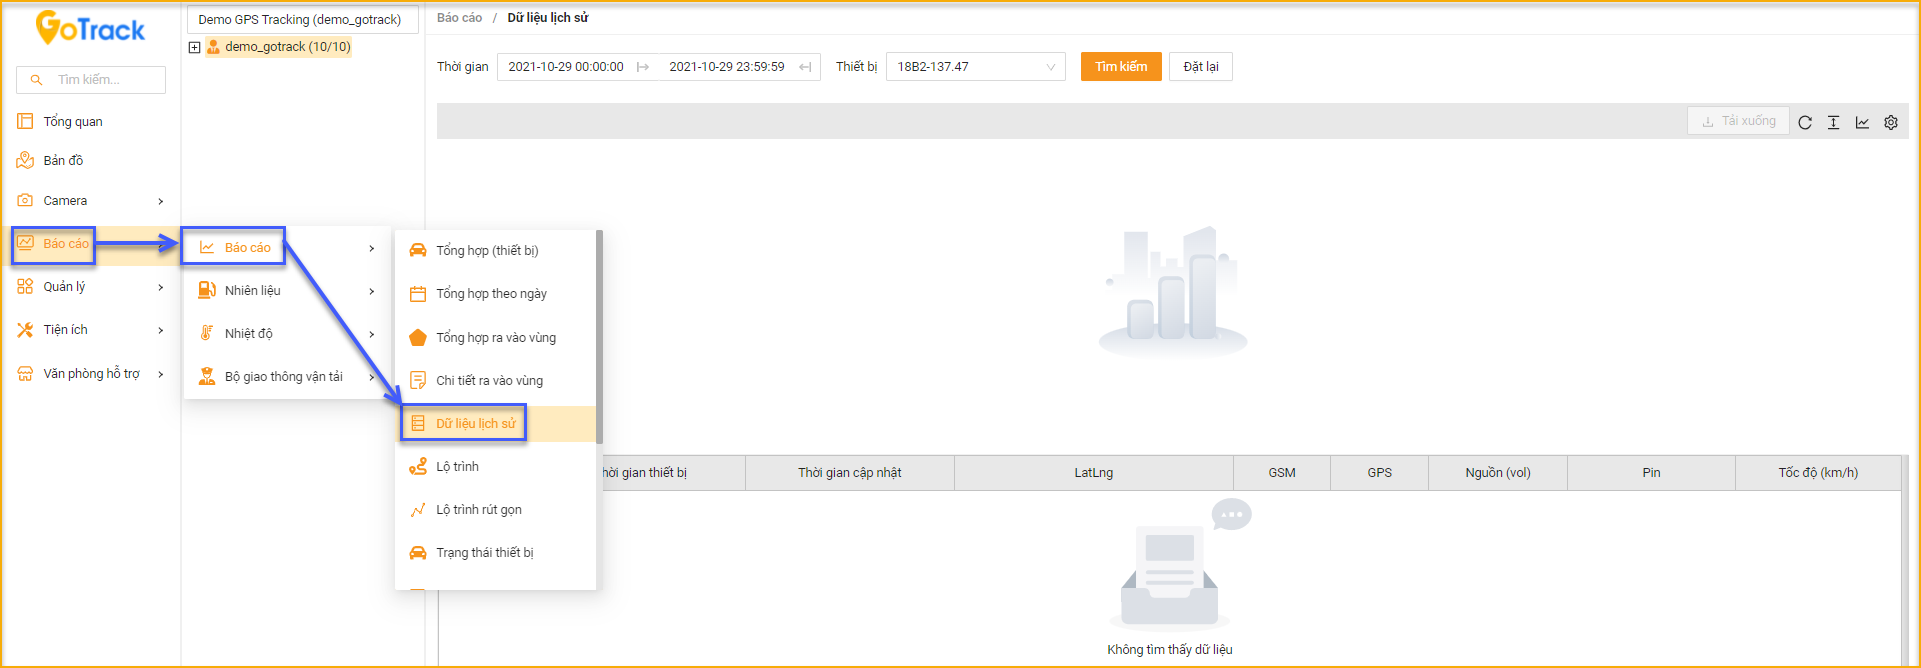 GoTrack
Tìm kiếm...
Tổng quan
Bản đồ
Camera
Báo cáo
Quản lý
Tiện ích
Văn phòng hỗ trợ
Demo GPS Tracking (demo_gotrack)
demo_gotrack (10/10)
Báo cáo
Nhiên liệu
Nhiệt độ
Bộ giao thông vận tải
Tổng hợp (thiết bị)
Tổng hợp theo ngày
Tổng hợp ra vào vùng
Chi tiết ra vào vùng
Dữ liệu lịch sử
Lộ trình
Lộ trình rút gọn
Trạng thái thiết bị
Báo cáo / Dữ liệu lịch sử
Thời gian 2021-10-29 00:00:00 2021-10-29 23:59:59 Thiết bị 18B2-137.47 Tìm kiếm Đặt lại
Tải xuống
gian thiết bị Thời gian cập nhật LatLng GSM GPS Nguồn (vol) Pin Tốc độ (km/h)
Không tìm thấy dữ liệu